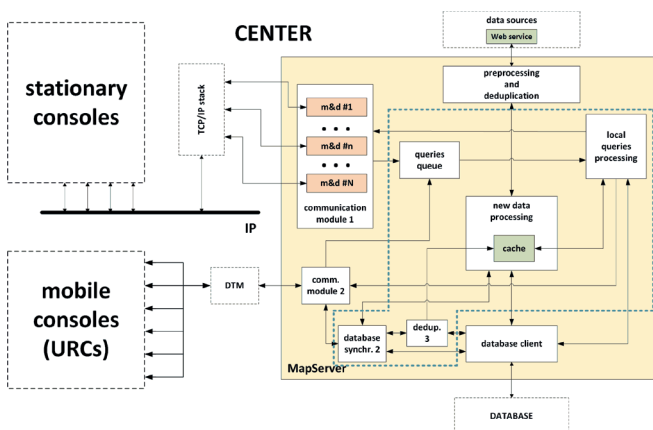 CENTER
data sources
Web service
stationary
consoles
TCP/IP stack
m&d #1
• • •
m&d #n
• • •
m&d #N
communication
module 1
preprocessing
and
deduplication
queries
queue
local
queries
processing
new data
processing
cache
IP
mobile
consoles
(URCs)
DTM
comm.
module 2
database
synchr. 2
dedup.
3
database client
MapServer
DATABASE